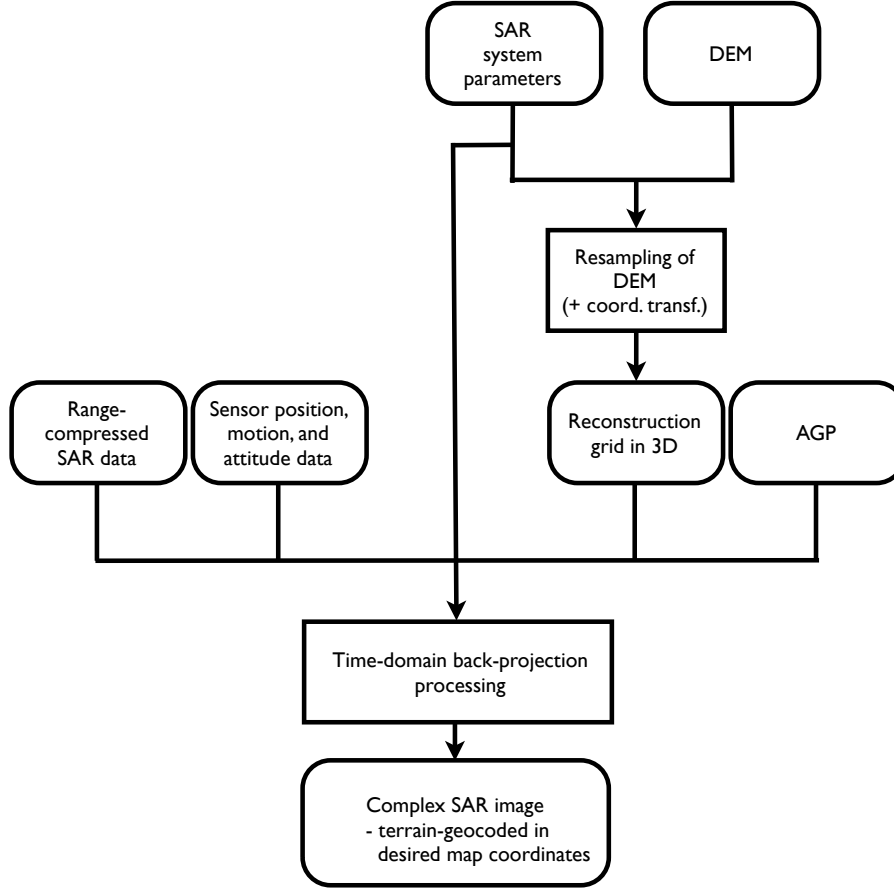 SAR
system
parameters
DEM
Resampling of
DEM
(+ coord. transf.)
Range-
compressed
SAR data
Sensor position,
motion, and
attitude data
Reconstruction
grid in 3D
AGP
Time-domain back-projection
processing
Complex SAR image
- terrain-geocoded in
desired map coordinates